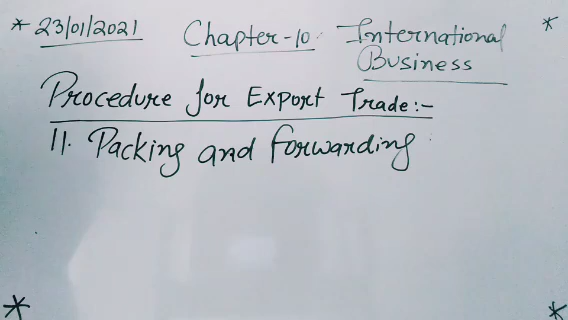 * 23/01/2021 Chapter-10 International *
Business
Procedure for Export Trade:-
11. Packing and forwarding
* *